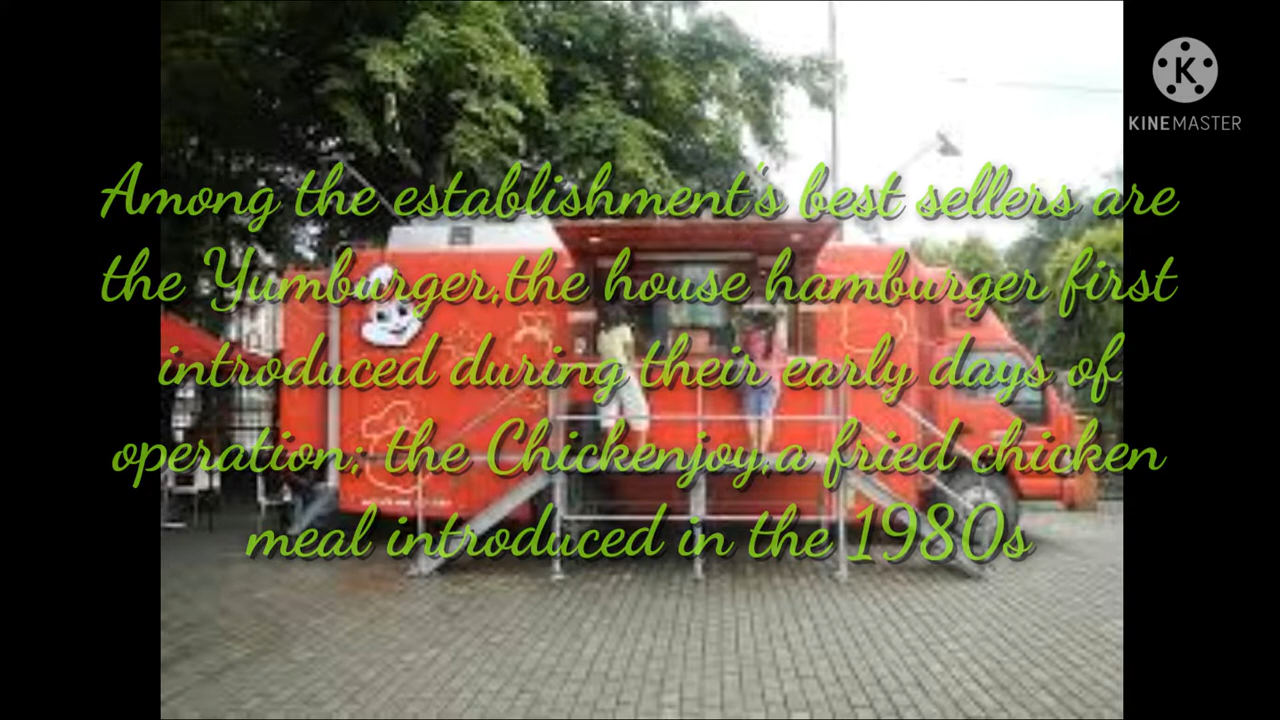 KINEMASTER
Among the establishment's best sellers are
the Yumburger,the house hamburger first
introduced during their early days of
operation; the Chickenjoy,a fried chicken
meal introduced in the 1980s